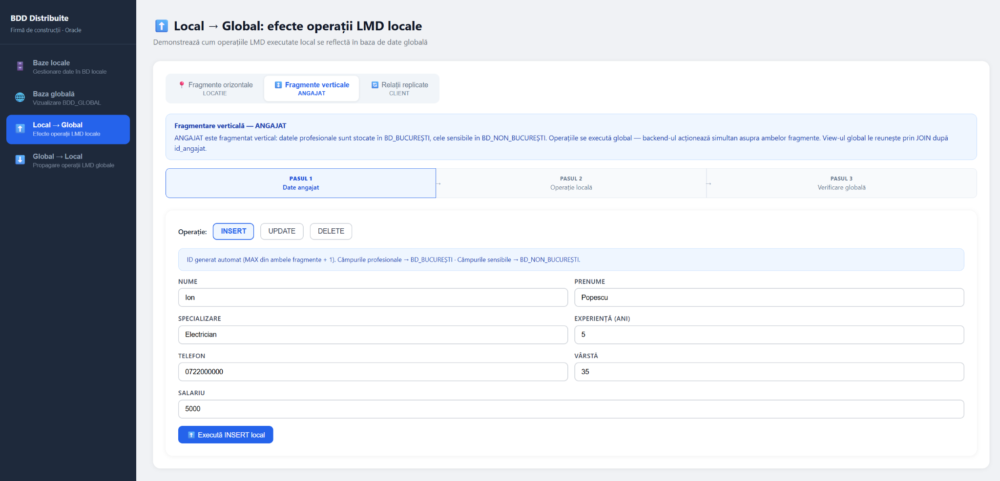 BDD Distribuite
Firmă de construcții · Oracle
Baze locale
Gestionare date în BD locale
Baza globală
Vizualizare BDD_GLOBAL
Local → Global
Efecte operații LMD locale
Global → Local
Propagare operații LMD globale
Local → Global: efecte operații LMD locale
Demonstrează cum operațiile LMD executate local se reflectă în baza de date globală
Fragmente orizontale
LOCATIE
Fragmente verticale
ANGAJAT
Relații replicate
CLIENT
Fragmentare verticală — ANGAJAT
ANGAJAT este fragmentat vertical: datele profesionale sunt stocate în BD_BUCUREȘTI, cele sensibile în BD_NON_BUCUREȘTI. Operațiile se execută global — backend-ul acționează simultan asupra ambelor fragmente. View-ul global le reunește prin JOIN după
id_angajat.
PASUL 1
Date angajat
→
PASUL 2
Operație locală
→
PASUL 3
Verificare globală
Operație:
INSERT
UPDATE
DELETE
ID generat automat (MAX din ambele fragmente + 1). Câmpurile profesionale → BD_BUCUREȘTI · Câmpurile sensibile → BD_NON_BUCUREȘTI.
NUME
PRENUME
Ion
Popescu
SPECIALIZARE
EXPERIENȚĂ (ANI)
Electrician
5
TELEFON
VÂRSTĂ
0722000000
35
SALARIU
5000
Execută INSERT local